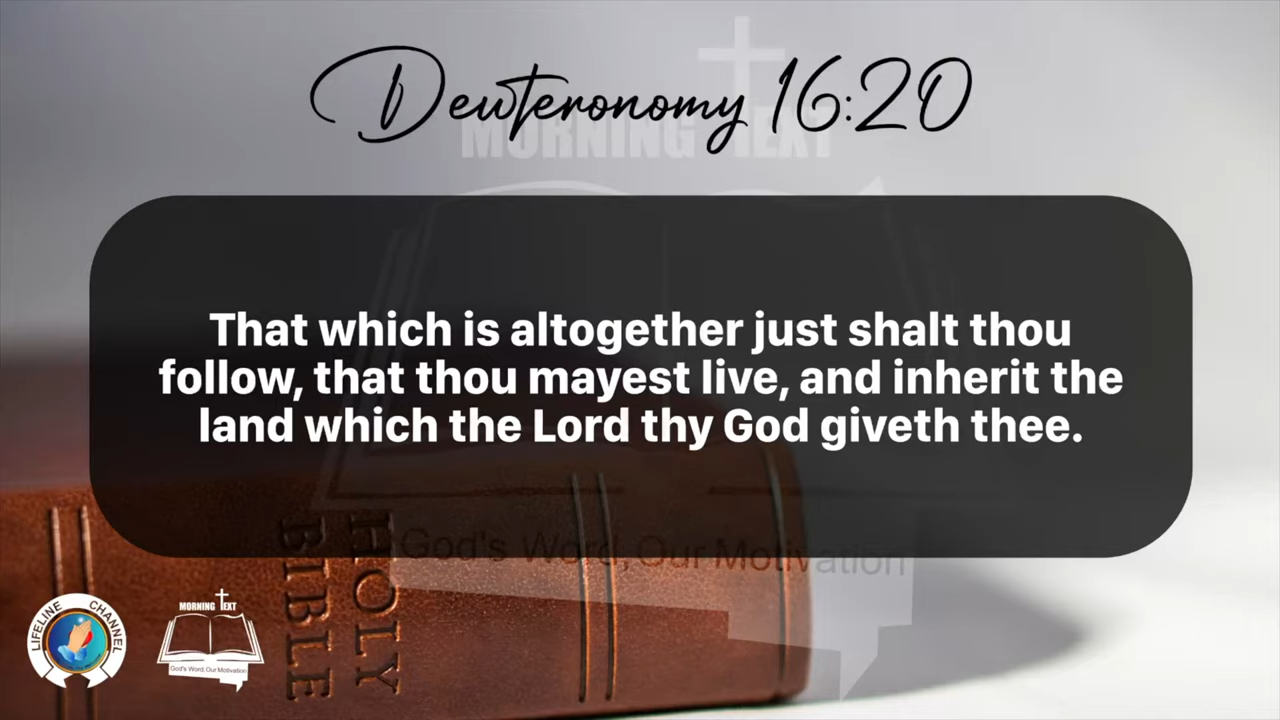 Deuteronomy 16:20
MORNING TEXT
That which is altogether just shalt thou
follow, that thou mayest live, and inherit the
land which the Lord thy God giveth thee.
God's Word, Our Motivation
HOLY
BIBLE
LIFELINE CHANNEL
MORNING TEXT
God's Word, Our Motivation